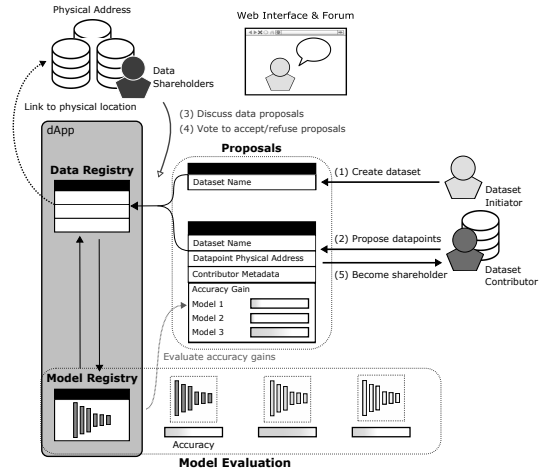 Physical Address
Web Interface & Forum
Data
Shareholders
Link to physical location
(3) Discuss data proposals
(4) Vote to accept/refuse proposals
dApp
Proposals
Data Registry
Dataset Name
(1) Create dataset
Dataset
Initiator
Dataset Name
Datapoint Physical Address
Contributor Metadata
(2) Propose datapoints
(5) Become shareholder
Dataset
Contributor
Accuracy Gain
Model 1
Model 2
Model 3
Evaluate accuracy gains
Model Registry
Accuracy
Model Evaluation